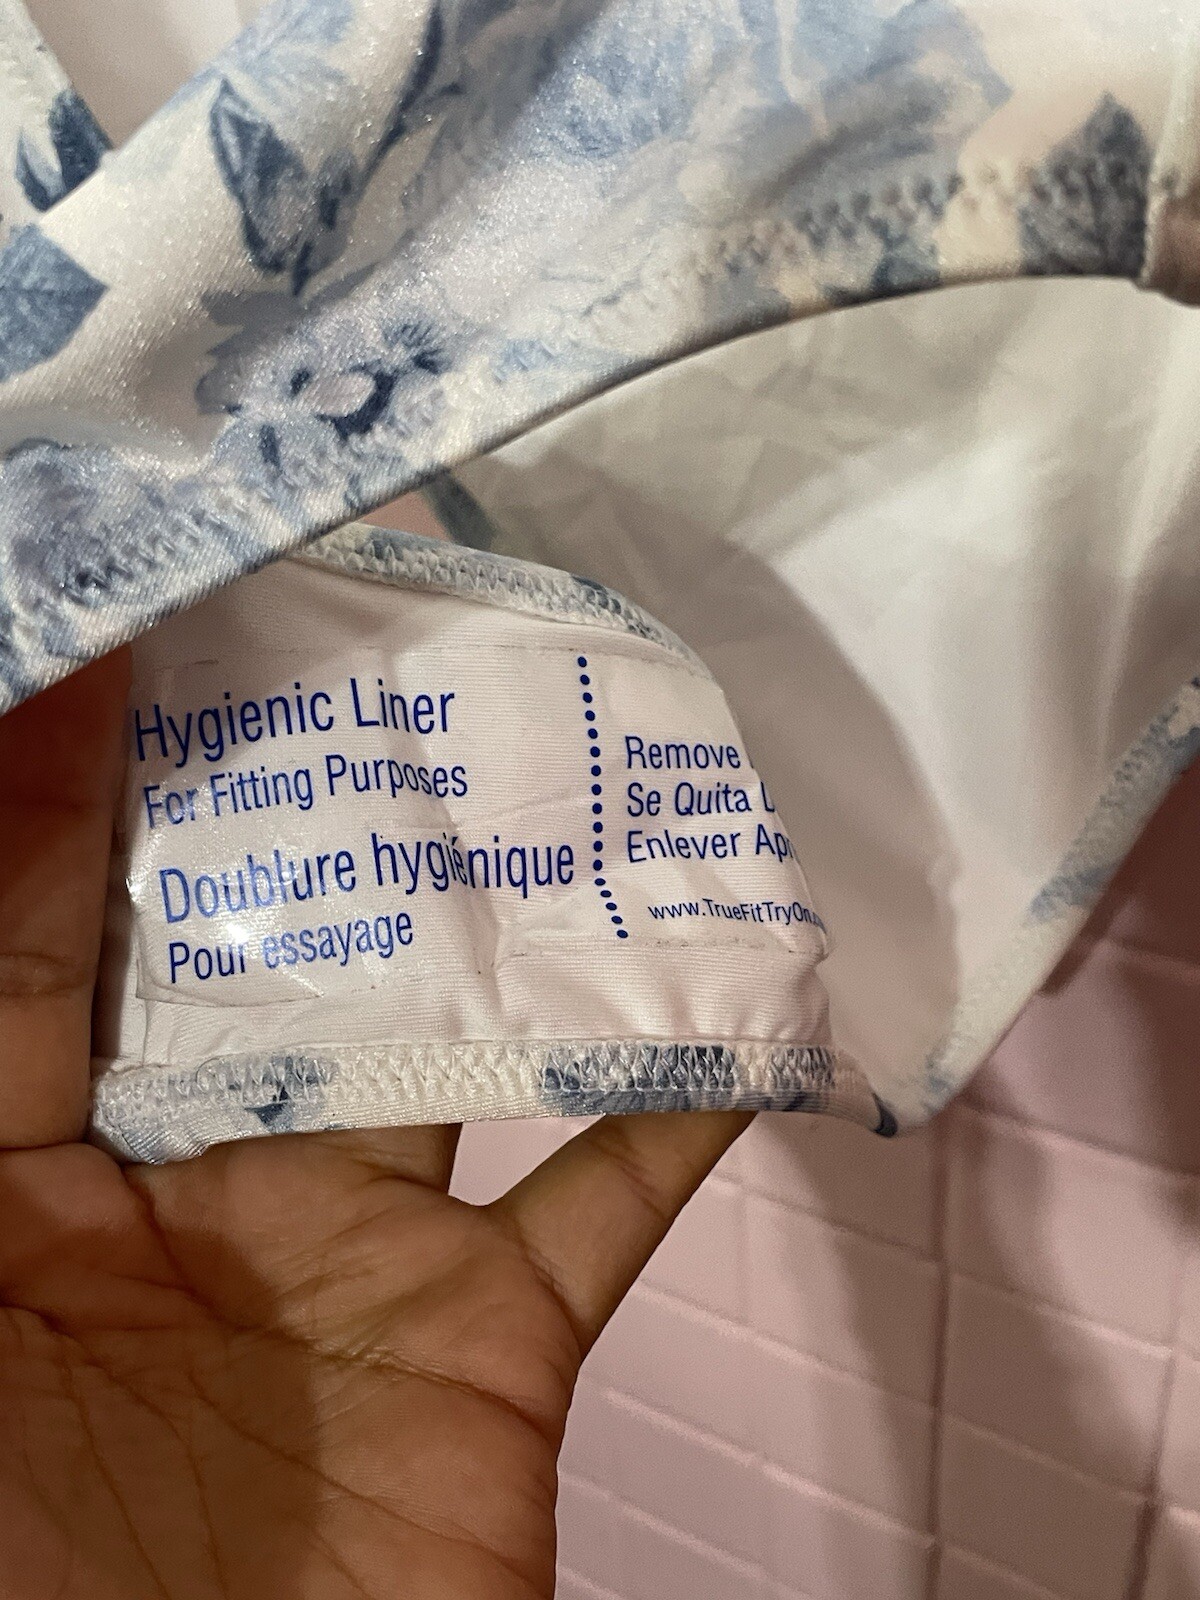 Hygienic Liner
For Fitting Purposes
Doublure hygiénique
Pour essayage
Remove
Se Quita
Enlever
www.TrueFitTryOn